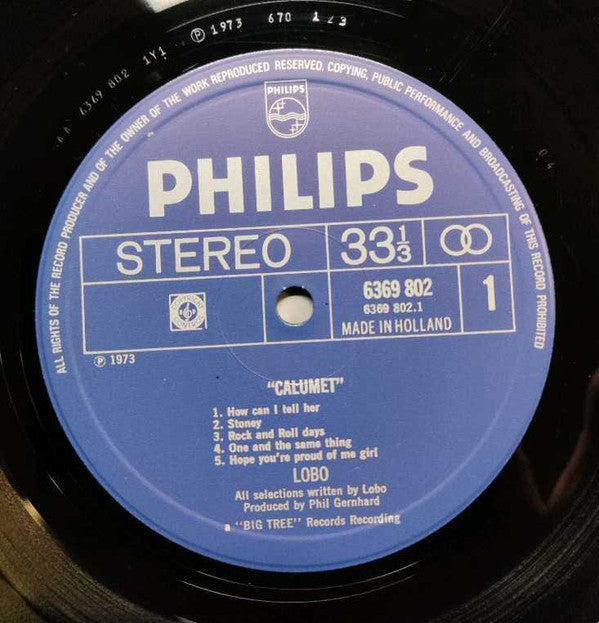 AA 6369 802 1Y1 ℗ 1973 670
ALL RIGHTS OF THE RECORD PRODUCER AND OF THE OWNER OF THE WORK REPRODUCED RESERVED. COPYING, PUBLIC PERFORMANCE AND BROADCASTING OF THIS RECORD PROHIBITED
PHILIPS
PHILIPS
STEREO
33 1/3
6369 802
6369 802.1
1
MADE IN HOLLAND
℗ 1973
"CALUMET"
1. How can I tell her
2. Stoney
3. Rock and Roll days
4. One and the same thing
5. Hope you're proud of me girl
LOBO
All selections written by Lobo
Produced by Phil Gernhard
a "BIG TREE" Records Recording
04